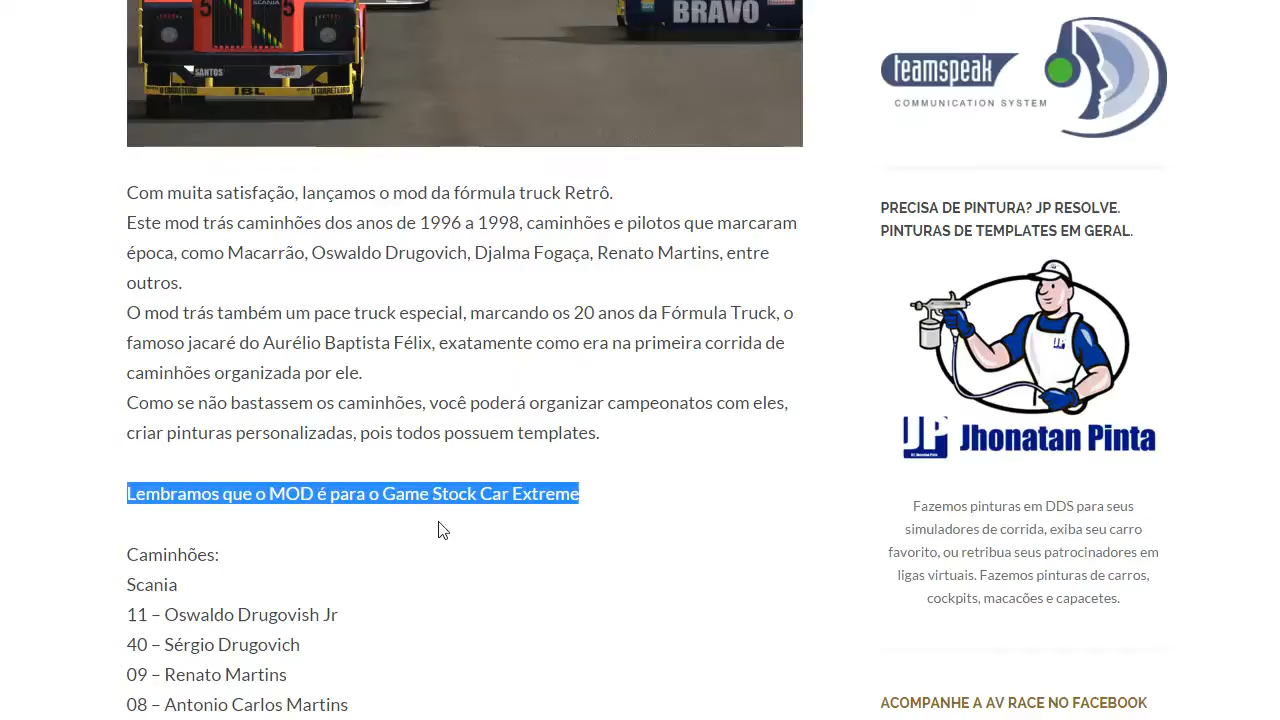 5
SCANIA
5
BRAVO
SANTOS
O CORRETEIRO
IBL
Com muita satisfação, lançamos o mod da fórmula truck Retrô.
Este mod trás caminhões dos anos de 1996 a 1998, caminhões e pilotos que marcaram
época, como Macarrão, Oswaldo Drugovich, Djalma Fogaça, Renato Martins, entre
outros.
O mod trás também um pace truck especial, marcando os 20 anos da Fórmula Truck, o
famoso jacaré do Aurélio Baptista Félix, exatamente como era na primeira corrida de
caminhões organizada por ele.
Como se não bastassem os caminhões, você poderá organizar campeonatos com eles,
criar pinturas personalizadas, pois todos possuem templates.
Lembramos que o MOD é para o Game Stock Car Extreme
Caminhões:
Scania
11 – Oswaldo Drugovish Jr
40 – Sérgio Drugovich
09 – Renato Martins
08 – Antonio Carlos Martins
teamspeak
COMMUNICATION SYSTEM
PRECISA DE PINTURA? JP RESOLVE.
PINTURAS DE TEMPLATES EM GERAL.
JP Jhonatan Pinta
Fazemos pinturas em DDS para seus
simuladores de corrida, exiba seu carro
favorito, ou retribua seus patrocinadores em
ligas virtuais. Fazemos pinturas de carros,
cockpits, macacões e capacetes.
ACOMPANHE A AV RACE NO FACEBOOK